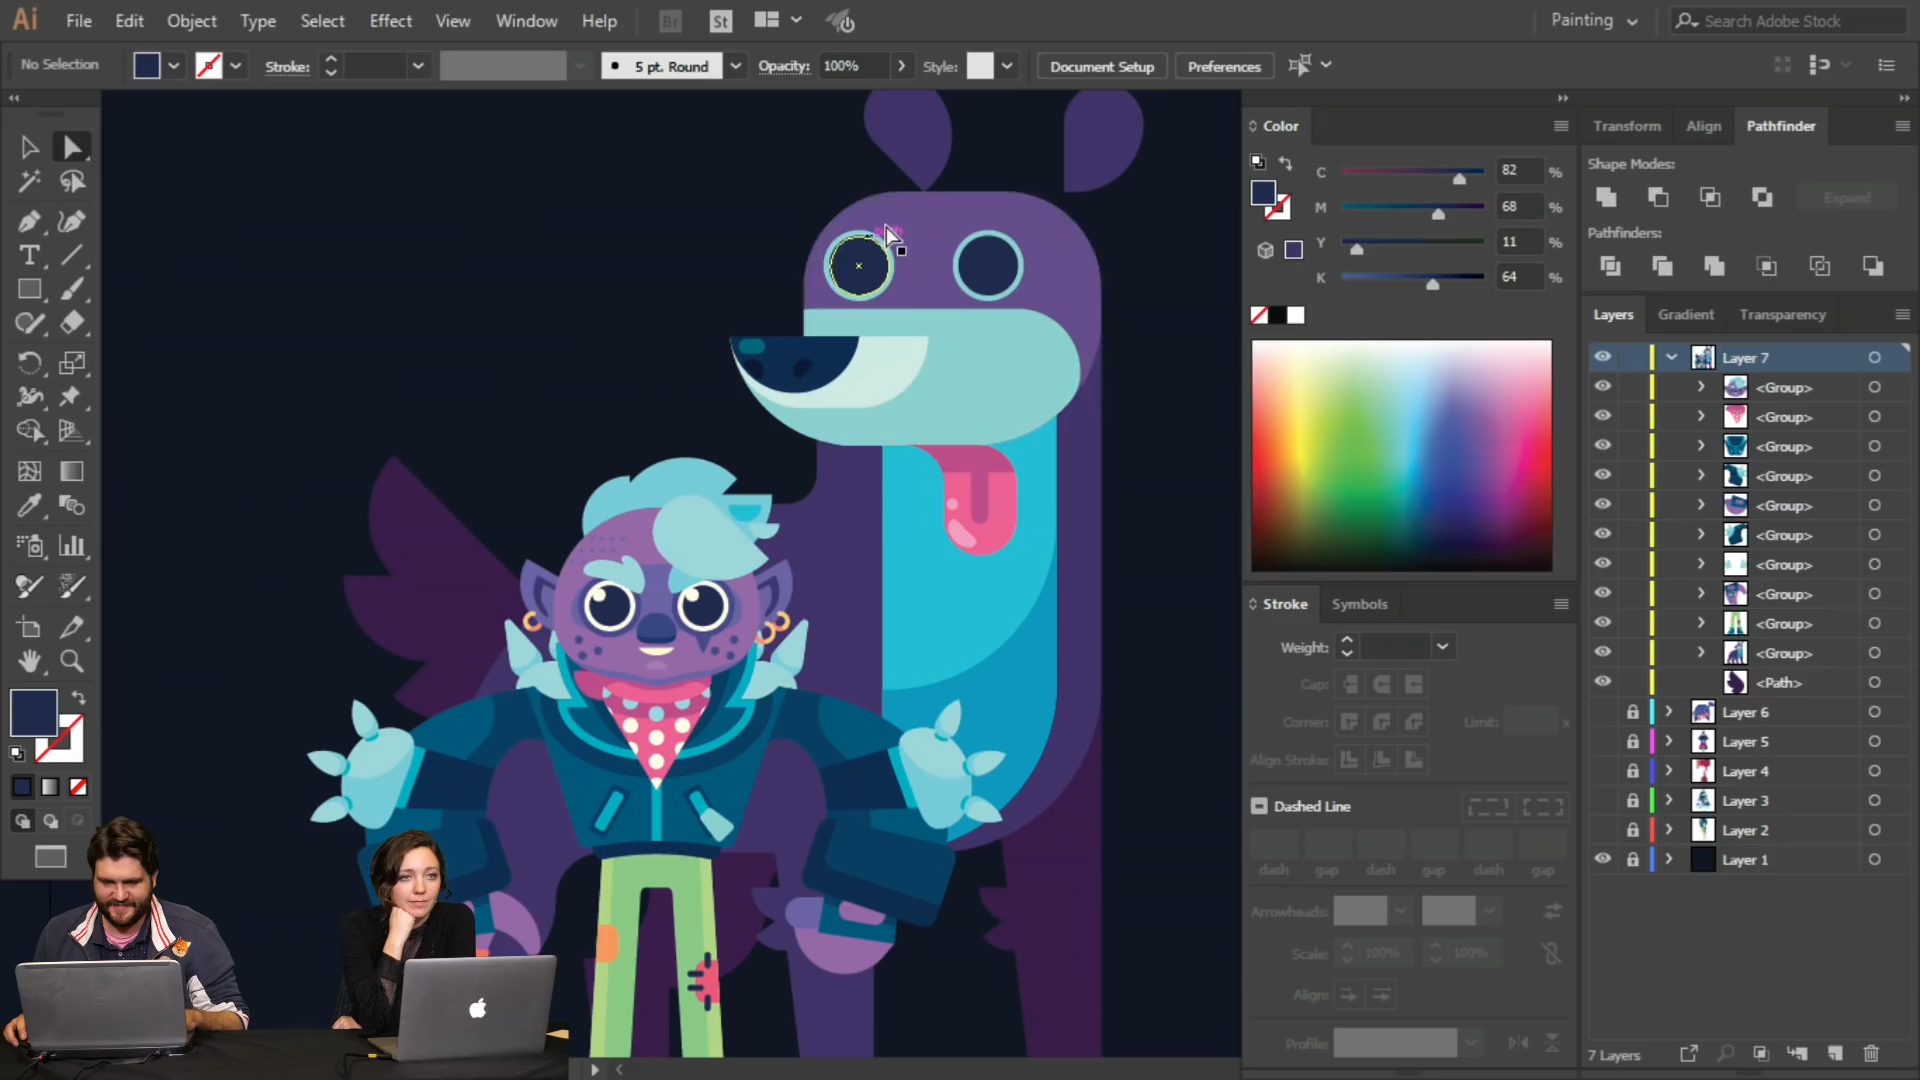 Ai File Edit Object Type Select Effect View Window Help Br St Painting Search Adobe Stock
No Selection Stroke: 5 pt. Round Opacity: 100% Style: Document Setup Preferences
Color
C 82 %
M 68 %
Y 11 %
K 64 %
Stroke Symbols
Weight:
Cap:
Corner: Limit: x
Align Stroke:
Dashed Line
dash gap dash gap dash gap
Arrowheads:
Scale: 100% 100%
Align:
Profile:
Transform Align Pathfinder
Shape Modes:
Expand
Pathfinders:
Layers Gradient Transparency
Layer 7
<Group>
<Group>
<Group>
<Group>
<Group>
<Group>
<Group>
<Group>
<Group>
<Group>
<Path>
Layer 6
Layer 5
Layer 4
Layer 3
Layer 2
Layer 1
7 Layers